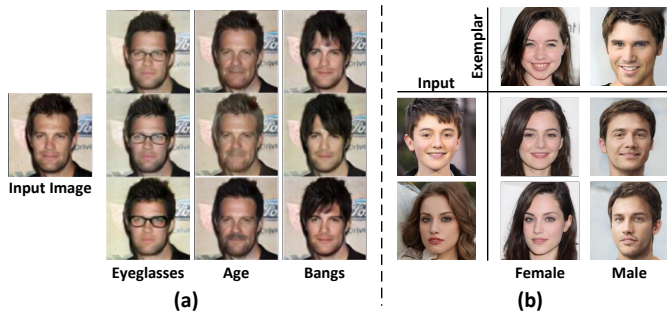 Input Image
Eyeglasses
Age
Bangs
(a)
Input
Exemplar
Female
Male
(b)